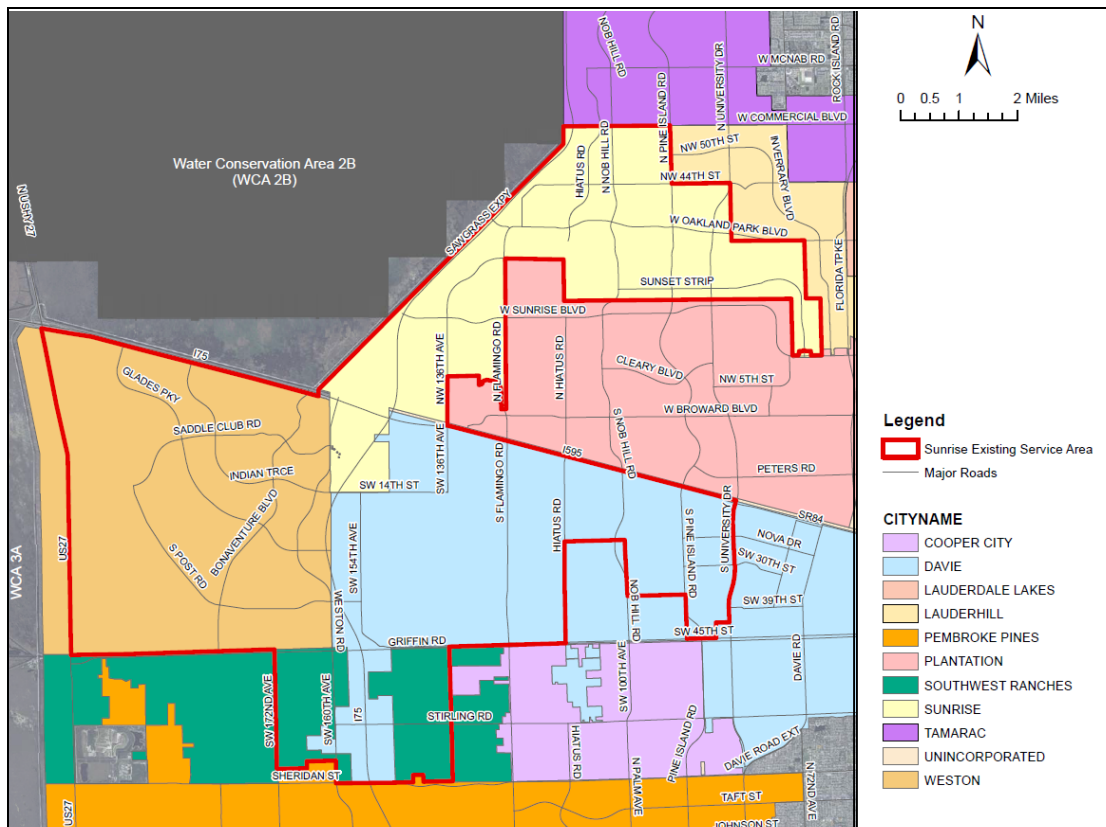 NOB HILL RD
N PINE ISLAND RD
N UNIVERSITY DR
ROCK ISLAND RD
W MCNAB RD
W COMMERCIAL BLVD
N
0 0.5 1 2 Miles
Water Conservation Area 2B
(WCA 2B)
N USHY 27
HIATUS RD
N NOB HILL RD
NW 50TH ST
NW 44TH ST
INVERRARY BLVD
SAWGRASS EXPY
W OAKLAND PARK BLVD
FLORIDA TPKE
SUNSET STRIP
W SUNRISE BLVD
I75
NW 136TH AVE
N FLAMINGO RD
N HIATUS RD
CLEARY BLVD
NW 5TH ST
GLADES PKY
SADDLE CLUB RD
W BROWARD BLVD
INDIAN TRCE
SW 14TH ST
SW 136TH AVE
S FLAMINGO RD
I595
S NOB HILL RD
PETERS RD
SR84
BONAVENTURE BLVD
S POST RD
US27
WCA 3A
SW 154TH AVE
HIATUS RD
S PINE ISLAND RD
S UNIVERSITY DR
NOVA DR
SW 30TH ST
SW 39TH ST
WESTON RD
GRIFFIN RD
NOB HILL RD
SW 45TH ST
DAVIE RD
SW 172ND AVE
SW 160TH AVE
I75
STIRLING RD
SW 100TH AVE
HIATUS RD
PINE ISLAND RD
DAVIE ROAD EXT
SHERIDAN ST
US27
N PALM AVE
N 72ND AVE
TAFT ST
JOHNSON ST
Legend
Sunrise Existing Service Area
Major Roads
CITYNAME
COOPER CITY
DAVIE
LAUDERDALE LAKES
LAUDERHILL
PEMBROKE PINES
PLANTATION
SOUTHWEST RANCHES
SUNRISE
TAMARAC
UNINCORPORATED
WESTON